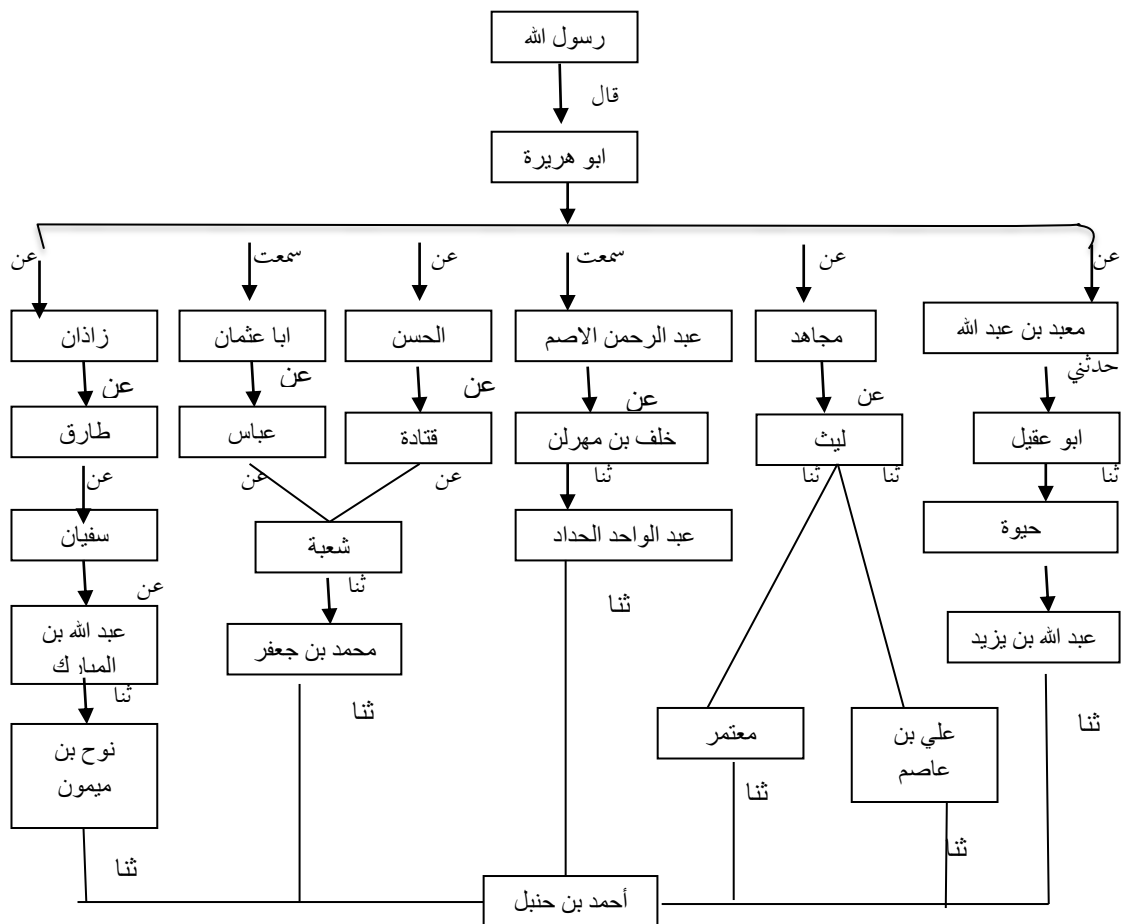 رسول الله
قال
ابو هريرة
عن
سمعت
عن
سمعت
عن
عن
معبد بن عبد الله
مجاهد
عبد الرحمن الاصم
الحسن
ابا عثمان
زاذان
حدثني
عن
عن
عن
عن
عن
ابو عقيل
ليث
خلف بن مهرلن
قتادة
عباس
طارق
ثنا
ثنا
ثنا
ثنا
عن
عن
عن
حيوة
عبد الواحد الحداد
شعبة
سفيان
ثنا
عن
ثنا
عبد الله بن يزيد
محمد بن جعفر
عبد الله بن
المبارك
ثنا
ثنا
ثنا
علي بن
عاصم
معتمر
نوح بن
ميمون
ثنا
ثنا
ثنا
أحمد بن حنبل